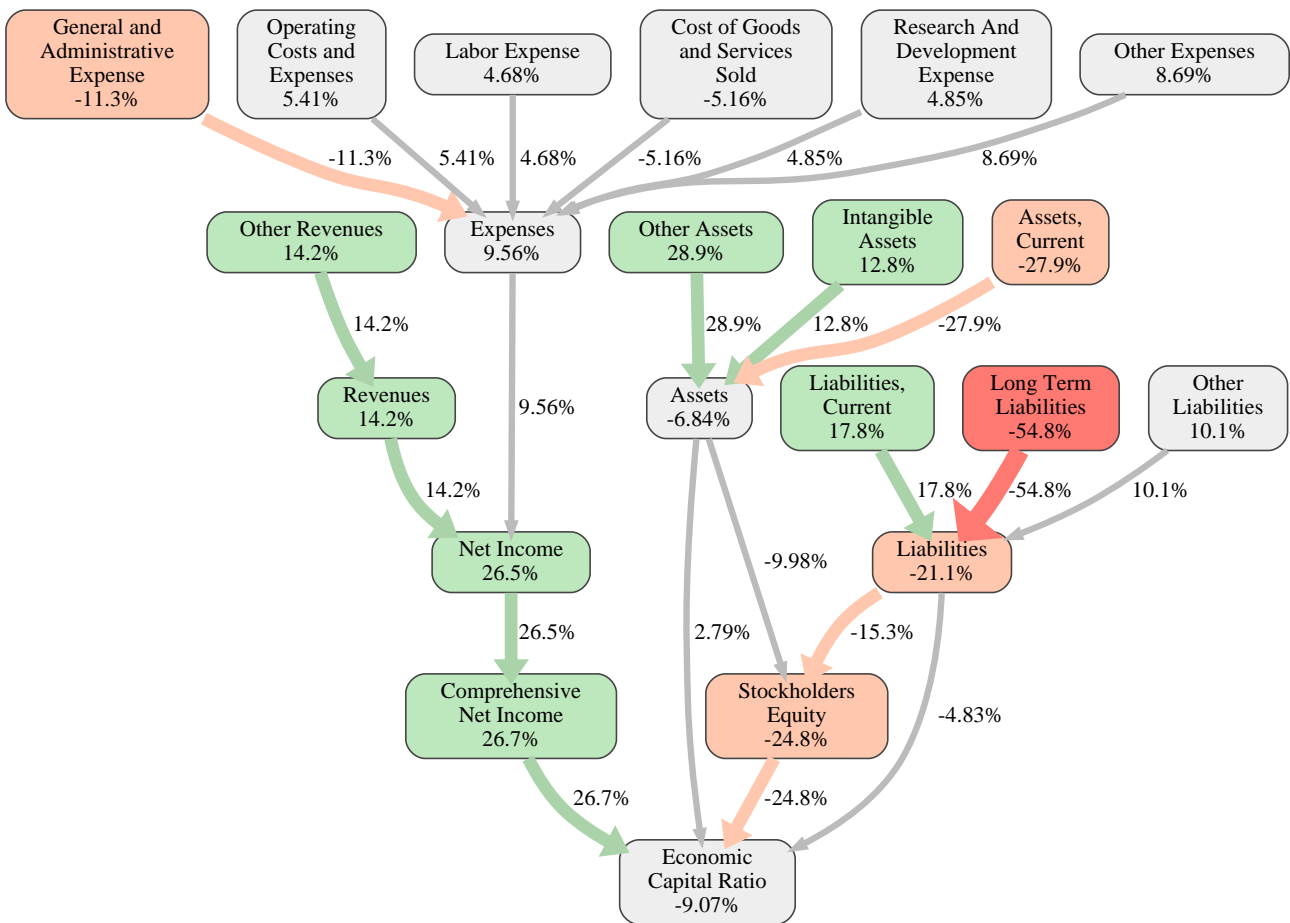 General and
Administrative
Expense
-11.3%
Operating
Costs and
Expenses
5.41%
Labor Expense
4.68%
Cost of Goods
and Services
Sold
-5.16%
Research And
Development
Expense
4.85%
Other Expenses
8.69%
-11.3%
5.41%
4.68%
-5.16%
4.85%
8.69%
Other Revenues
14.2%
Expenses
9.56%
Other Assets
28.9%
Intangible
Assets
12.8%
Assets,
Current
-27.9%
14.2%
28.9%
12.8%
-27.9%
Revenues
14.2%
9.56%
Assets
-6.84%
Liabilities,
Current
17.8%
Long Term
Liabilities
-54.8%
Other
Liabilities
10.1%
14.2%
17.8%
-54.8%
10.1%
Net Income
26.5%
-9.98%
Liabilities
-21.1%
26.5%
2.79%
-15.3%
Comprehensive
Net Income
26.7%
Stockholders
Equity
-24.8%
-4.83%
26.7%
-24.8%
Economic
Capital Ratio
-9.07%